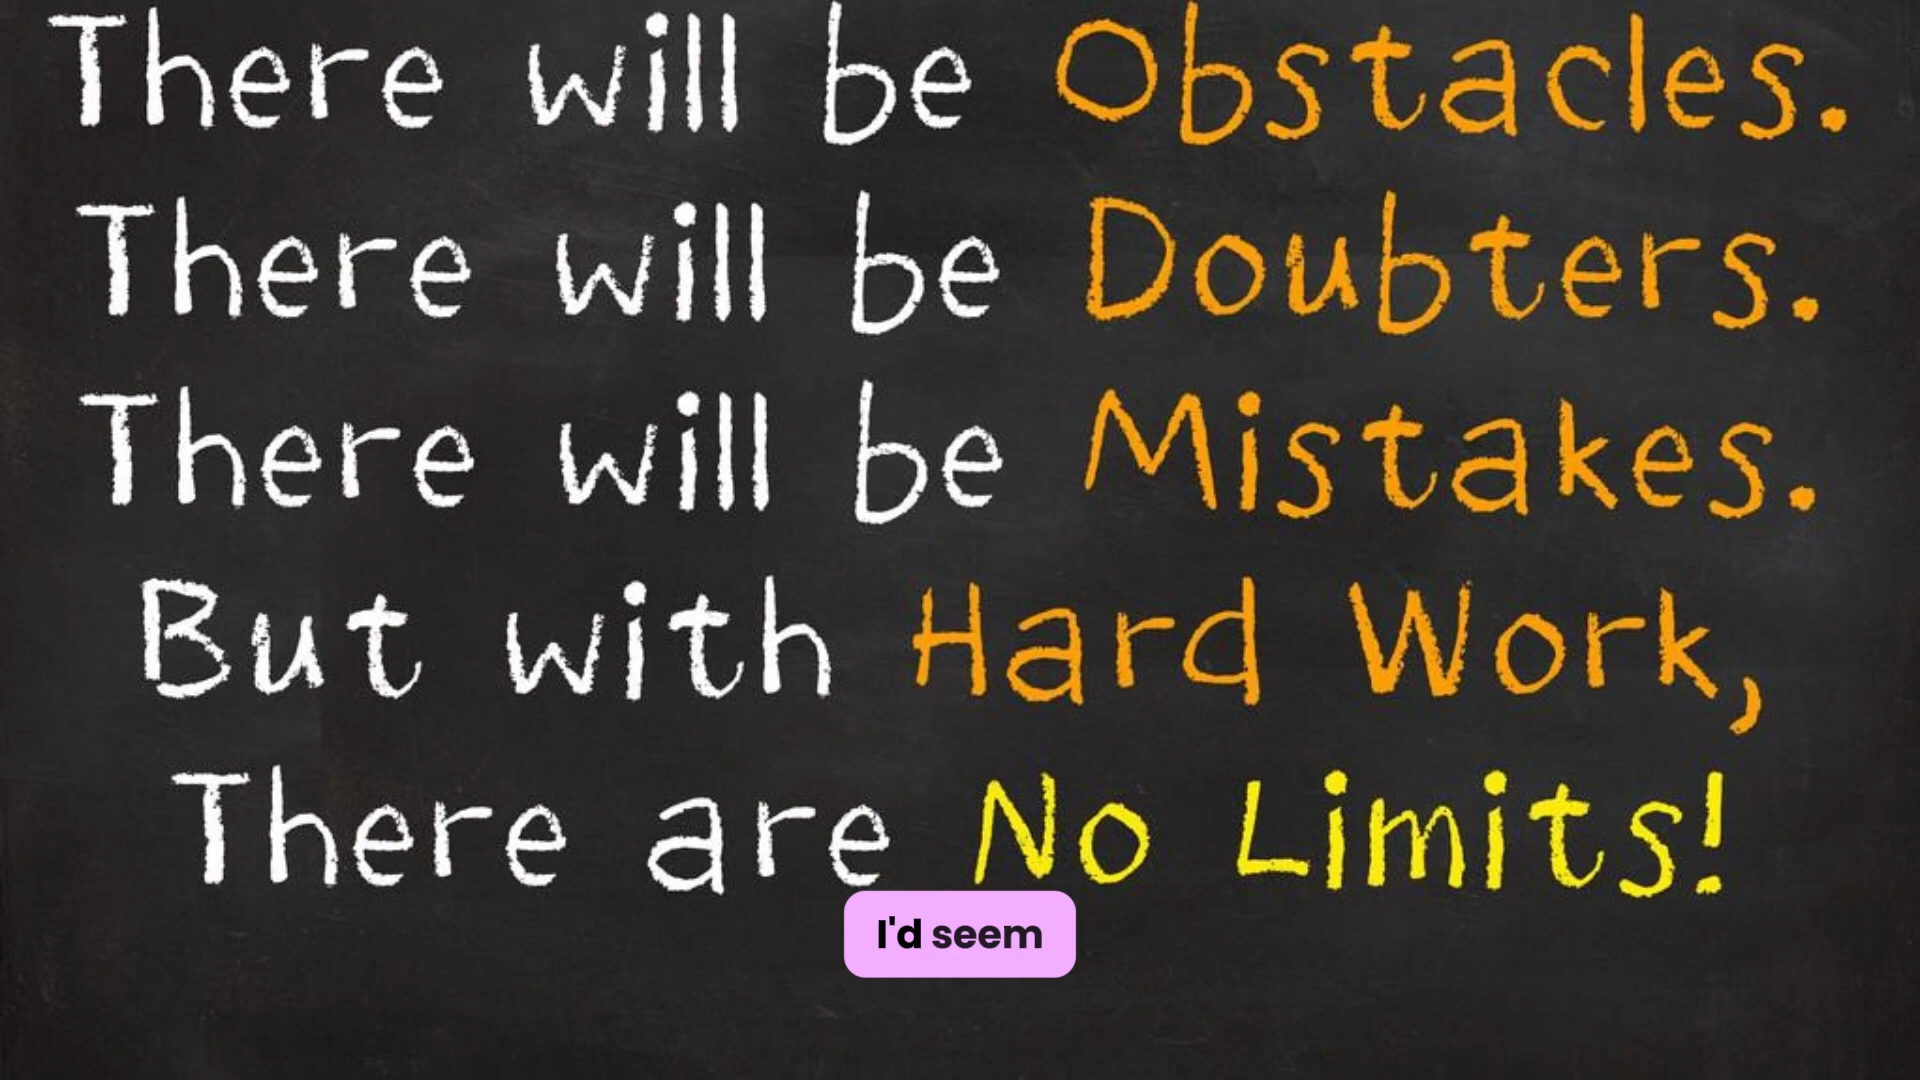 There will be Obstacles.
There will be Doubters.
There will be Mistakes.
But with Hard Work,
There are No Limits!
I'd seem